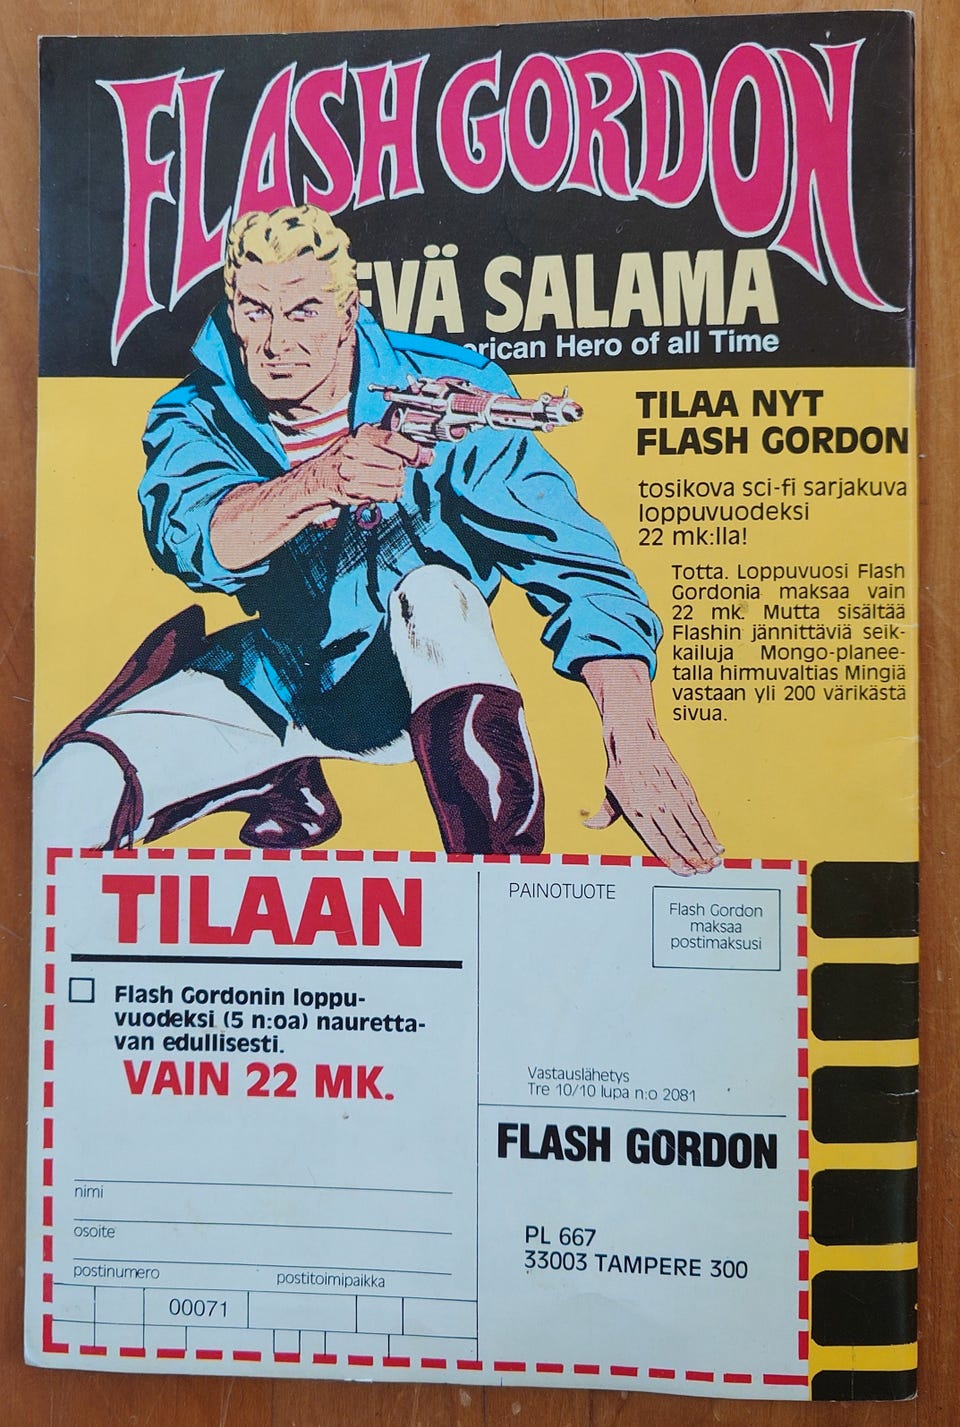 FLASH GORDON
EVÄ SALAMA
erican Hero of all Time
TILAA NYT
FLASH GORDON
tosikova sci-fi sarjakuva
loppuvuodeksi
22 mk:lla!
Totta. Loppuvuosi Flash
Gordonia maksaa vain
22 mk. Mutta sisältää
Flashin jännittäviä seik-
kailuja Mongo-planee-
talla hirmuvaltias Mingiä
vastaan yli 200 värikästä
sivua.
TILAAN
Flash Gordonin loppu-
vuodeksi (5 n:oa) nauretta-
van edullisesti.
VAIN 22 MK.
nimi
osoite
postinumero postitoimipaikka
00071
PAINOTUOTE
Flash Gordon
maksaa
postimaksusi
Vastauslähetys
Tre 10/10 lupa n:o 2081
FLASH GORDON
PL 667
33003 TAMPERE 300